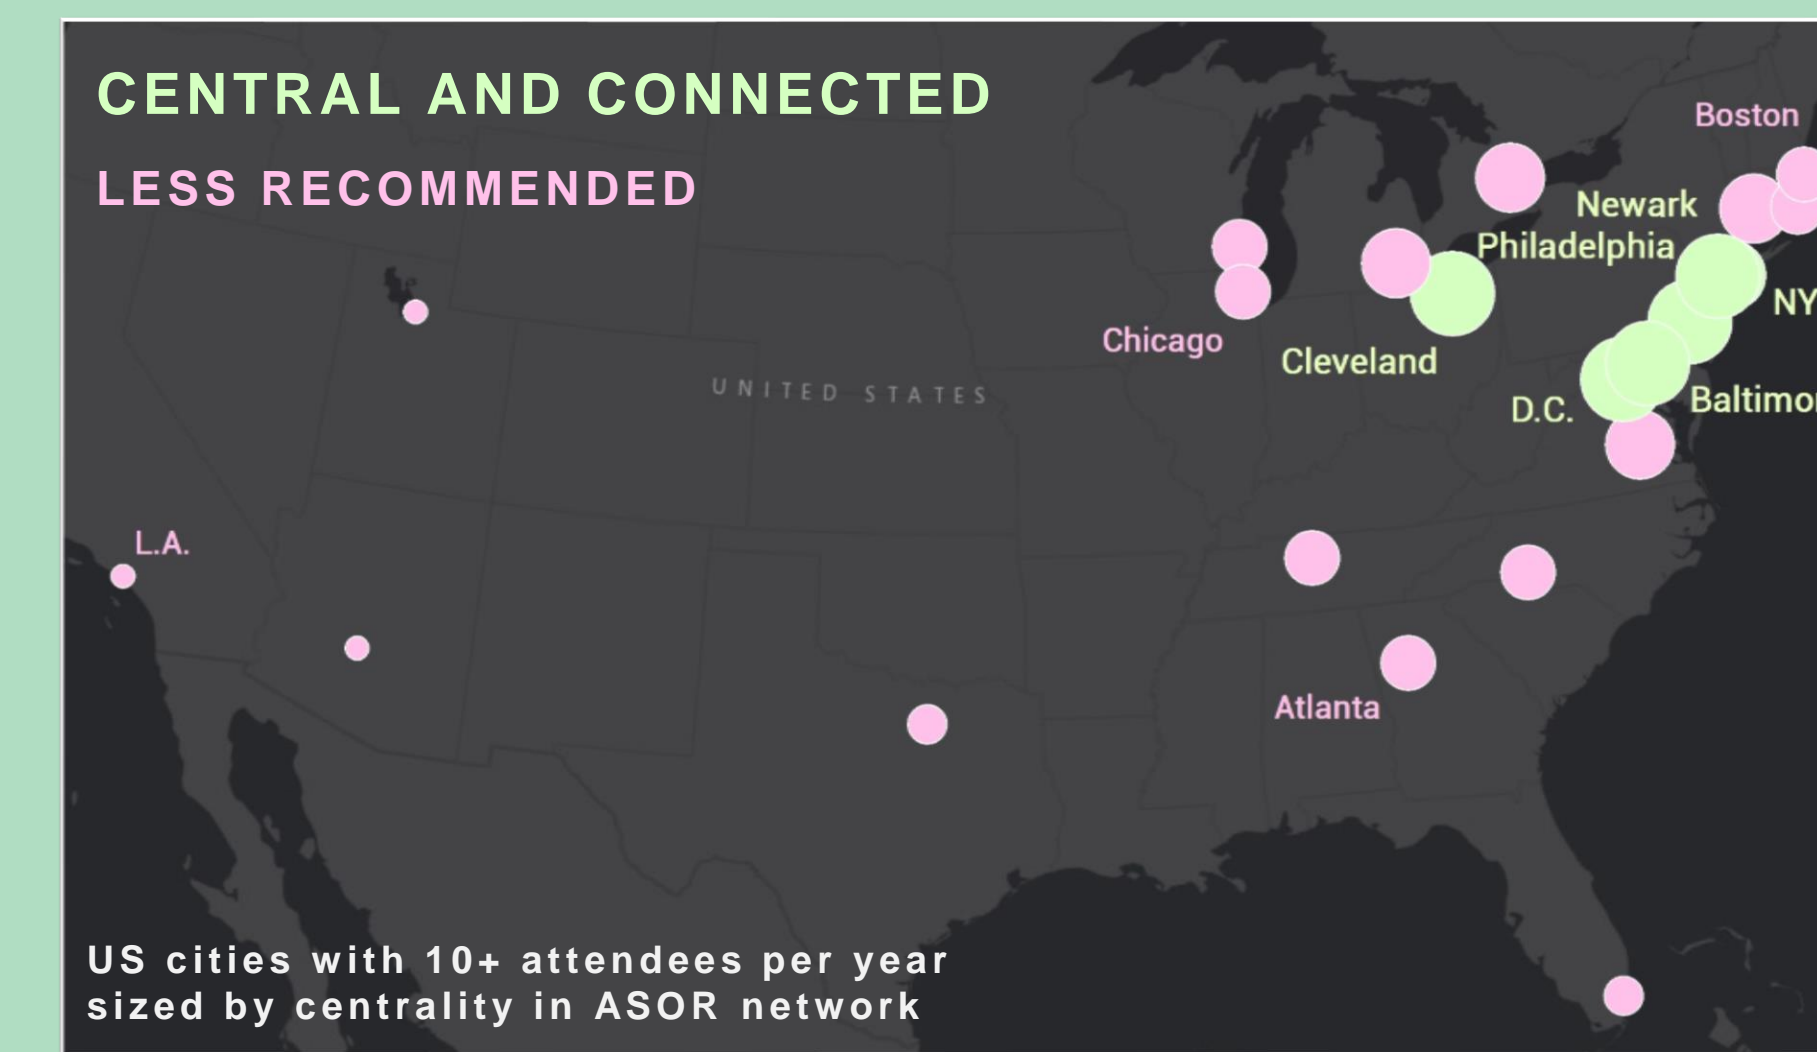 CENTRAL AND CONNECTED
LESS RECOMMENDED
Boston
Newark
Philadelphia
NY
Chicago
Cleveland
D.C.
UNITED STATES
L.A.
Atlanta
US cities with 10+ attendees per year
sized by centrality in ASOR network